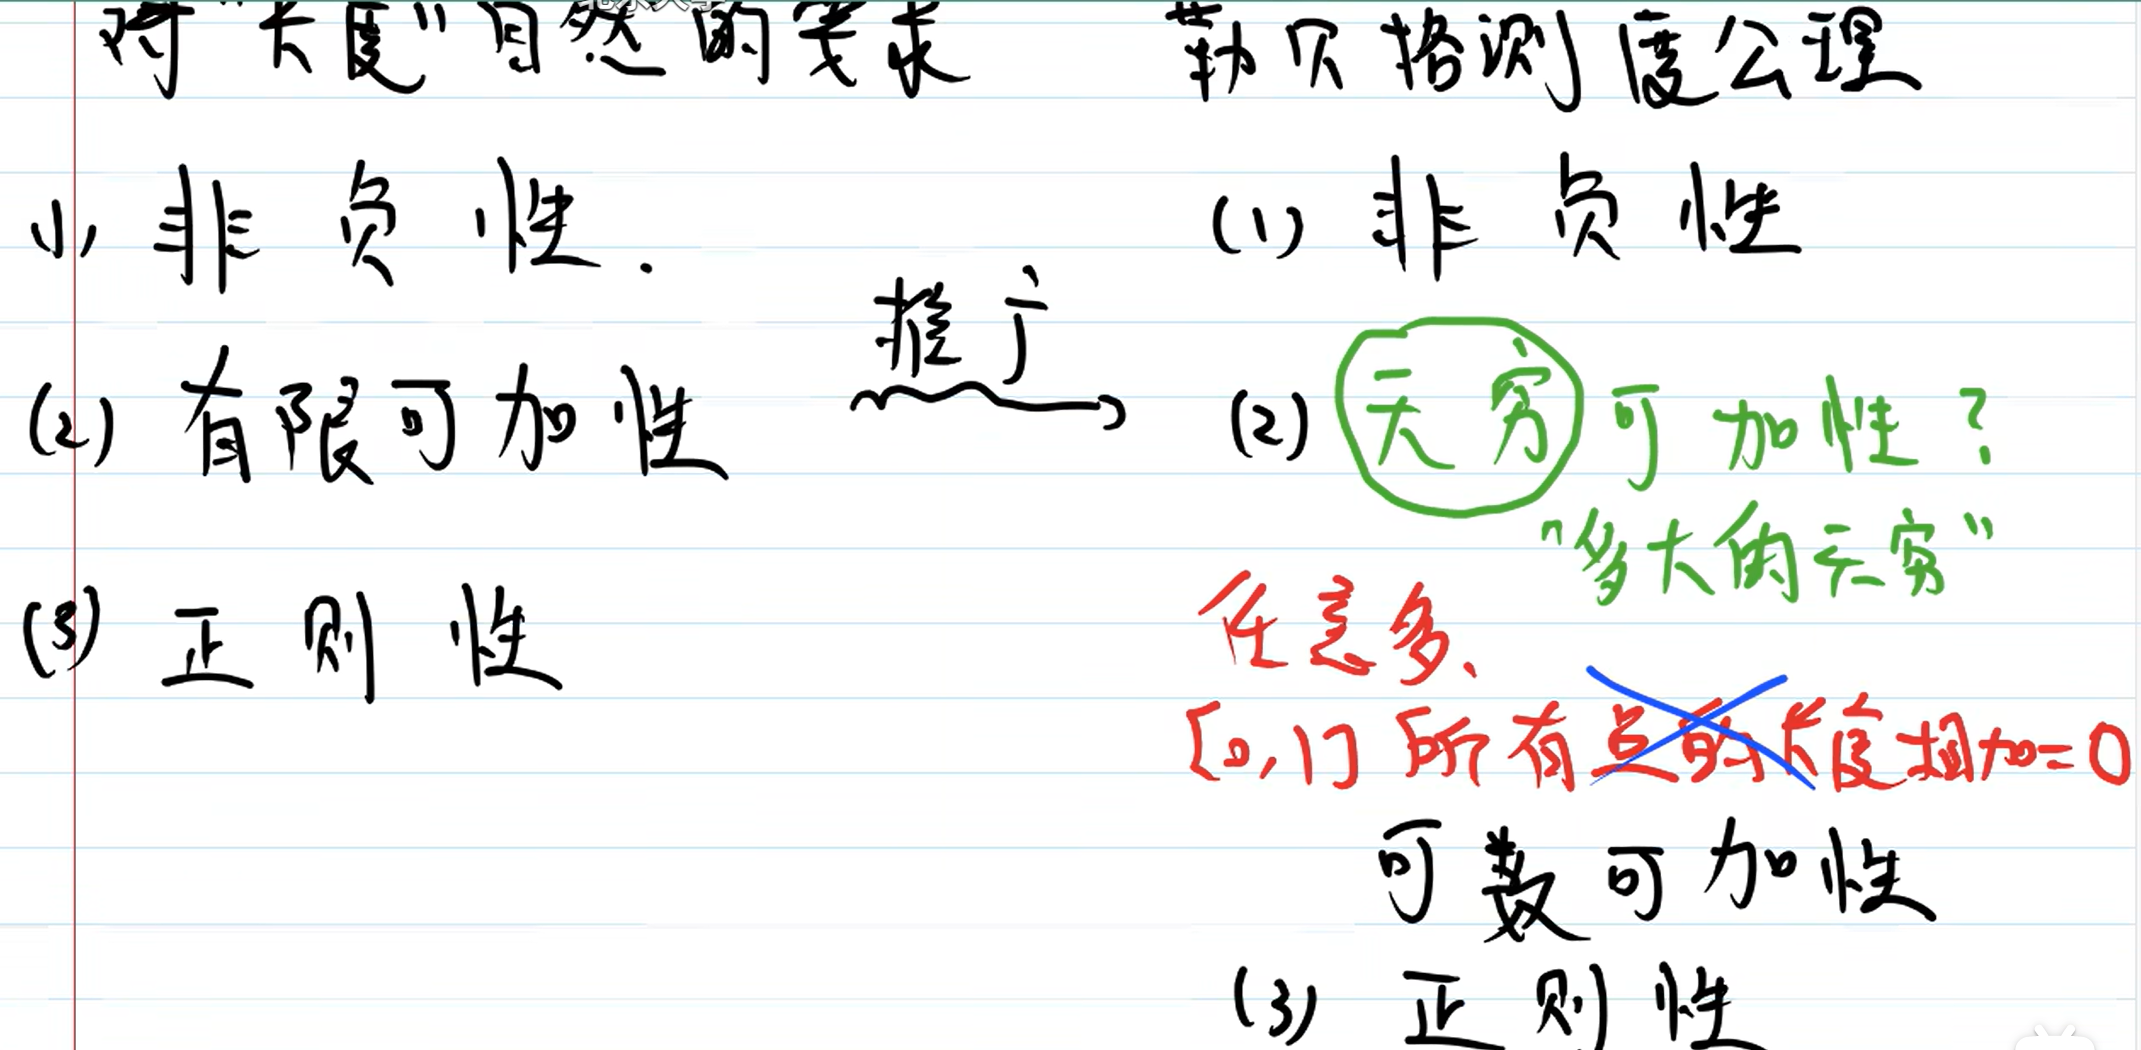 对"长度"自然的要求
勒贝格测度公理
(1) 非负性.
(1) 非负性
推广
(2) 有限可加性
(2) 无穷可加性?
"多大的无穷"
(3) 正则性
任意多、
[0,1]所有点的长度相加=0
可数可加性
(3) 正则性